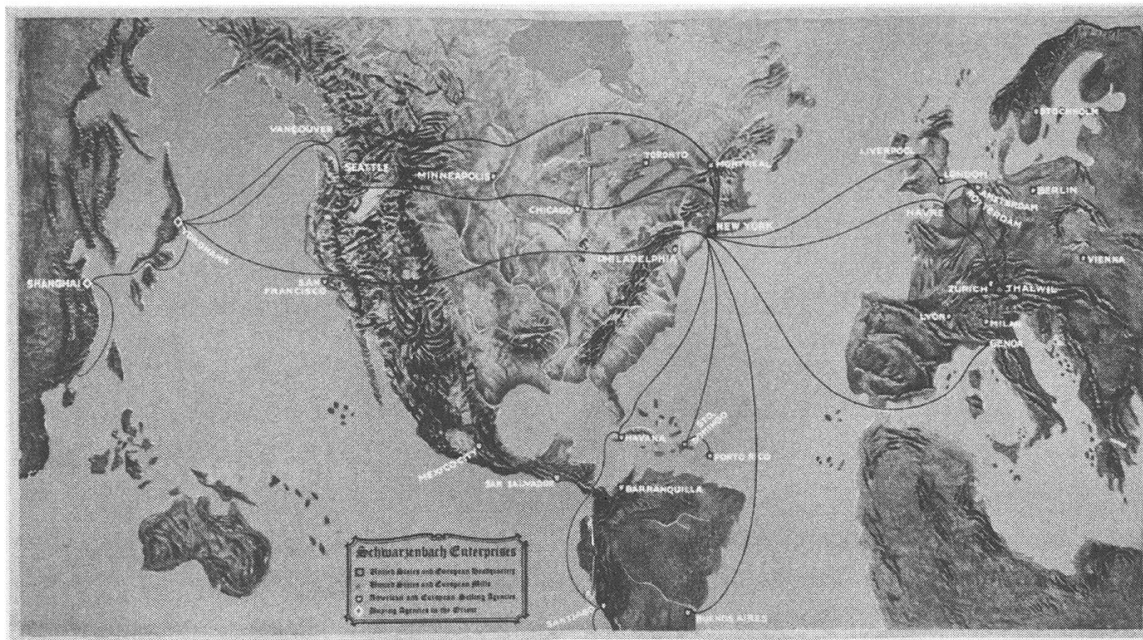 STOCKHOLM
VANCOUVER
SEATTLE
MINNEAPOLIS
TORONTO
MONTREAL
LIVERPOOL
LONDON
AMSTERDAM
ROTTERDAM
BERLIN
HAVRE
CHICAGO
NEW YORK
YOKOHAMA
PHILADELPHIA
VIENNA
SHANGHAI
SAN
FRANCISCO
ZÜRICH
THALWIL
LYON
MILAN
GENOA
HAVANA
STO.
DOMINGO
PORTO RICO
MEXICO CITY
SAN SALVADOR
BARRANQUILLA
SANTIAGO
BUENOS AIRES
Schwarzenbach Enterprises
United States and European Headquarters
United States and European Mills
American and European Selling Agencies
Buying Agencies in the Orient